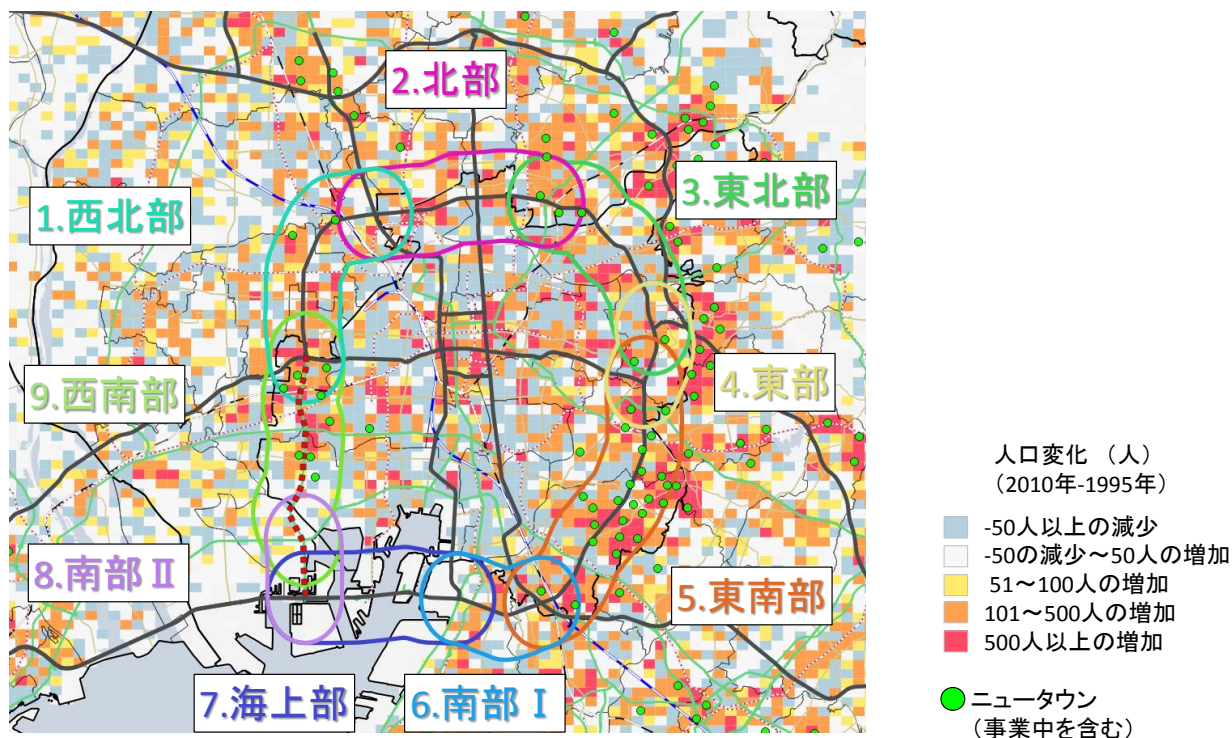 2.北部
3.東北部
1.西北部
9.西南部
4.東部
8.南部Ⅱ
5.東南部
7.海上部
6.南部Ⅰ
人口変化 (人)
(2010年-1995年)
-50人以上の減少
-50の減少~50人の増加
51~100人の増加
101~500人の増加
500人以上の増加
ニュータウン
(事業中を含む)